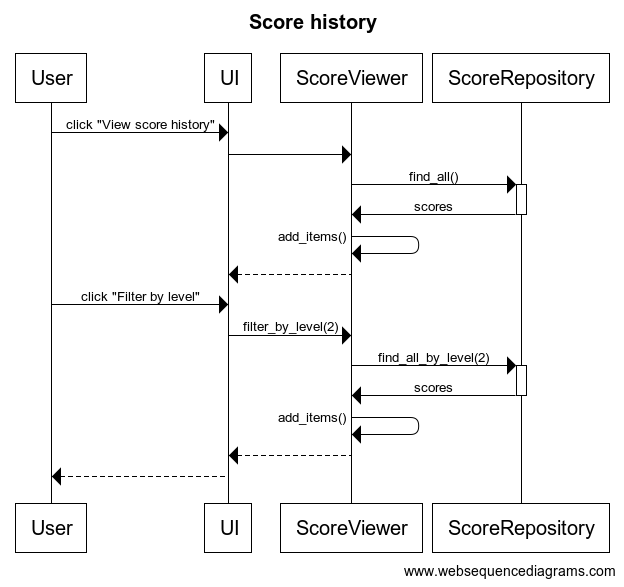 Score history
User UI ScoreViewer ScoreRepository
click "View score history"
find_all()
scores
add_items()
click "Filter by level"
filter_by_level(2)
find_all_by_level(2)
scores
add_items()
User UI ScoreViewer ScoreRepository
www.websequencediagrams.com